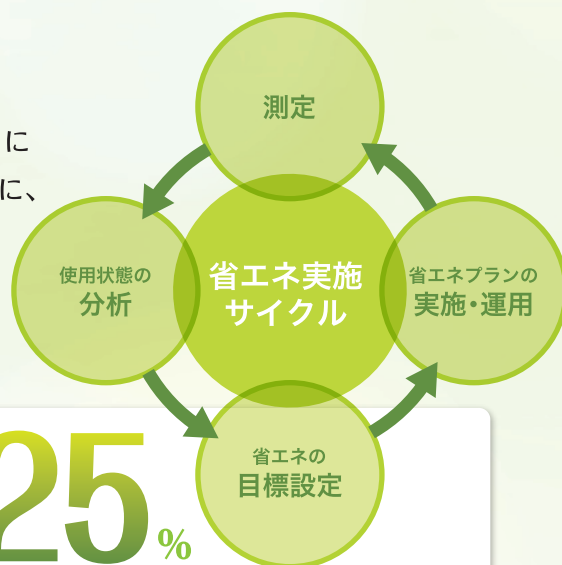 測定
に
に、
使用状態の
分析
省エネ実施
サイクル
省エネプランの
実施・運用
省エネの
目標設定
25%